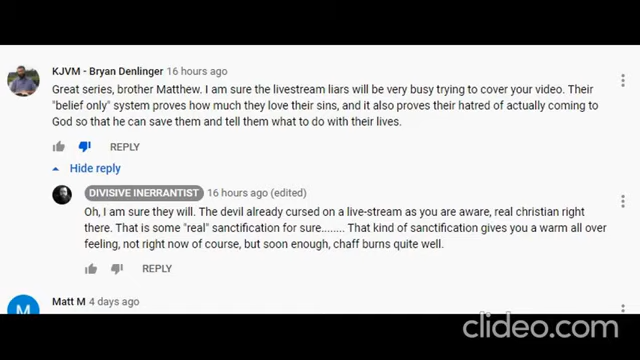 KJVM - Bryan Denlinger 16 hours ago
Great series, brother Matthew. I am sure the livestream liars will be very busy trying to cover your video. Their
"belief only" system proves how much they love their sins, and it also proves their hatred of actually coming to
God so that he can save them and tell them what to do with their lives.
REPLY
Hide reply
DIVISIVE INERRANTIST 16 hours ago (edited)
Oh, I am sure they will. The devil already cursed on a live-stream as you are aware, real christian right
there. That is some "real" sanctification for sure........ That kind of sanctification gives you a warm all over
feeling, not right now of course, but soon enough, chaff burns quite well.
REPLY
M
Matt M 4 days ago
clideo.com